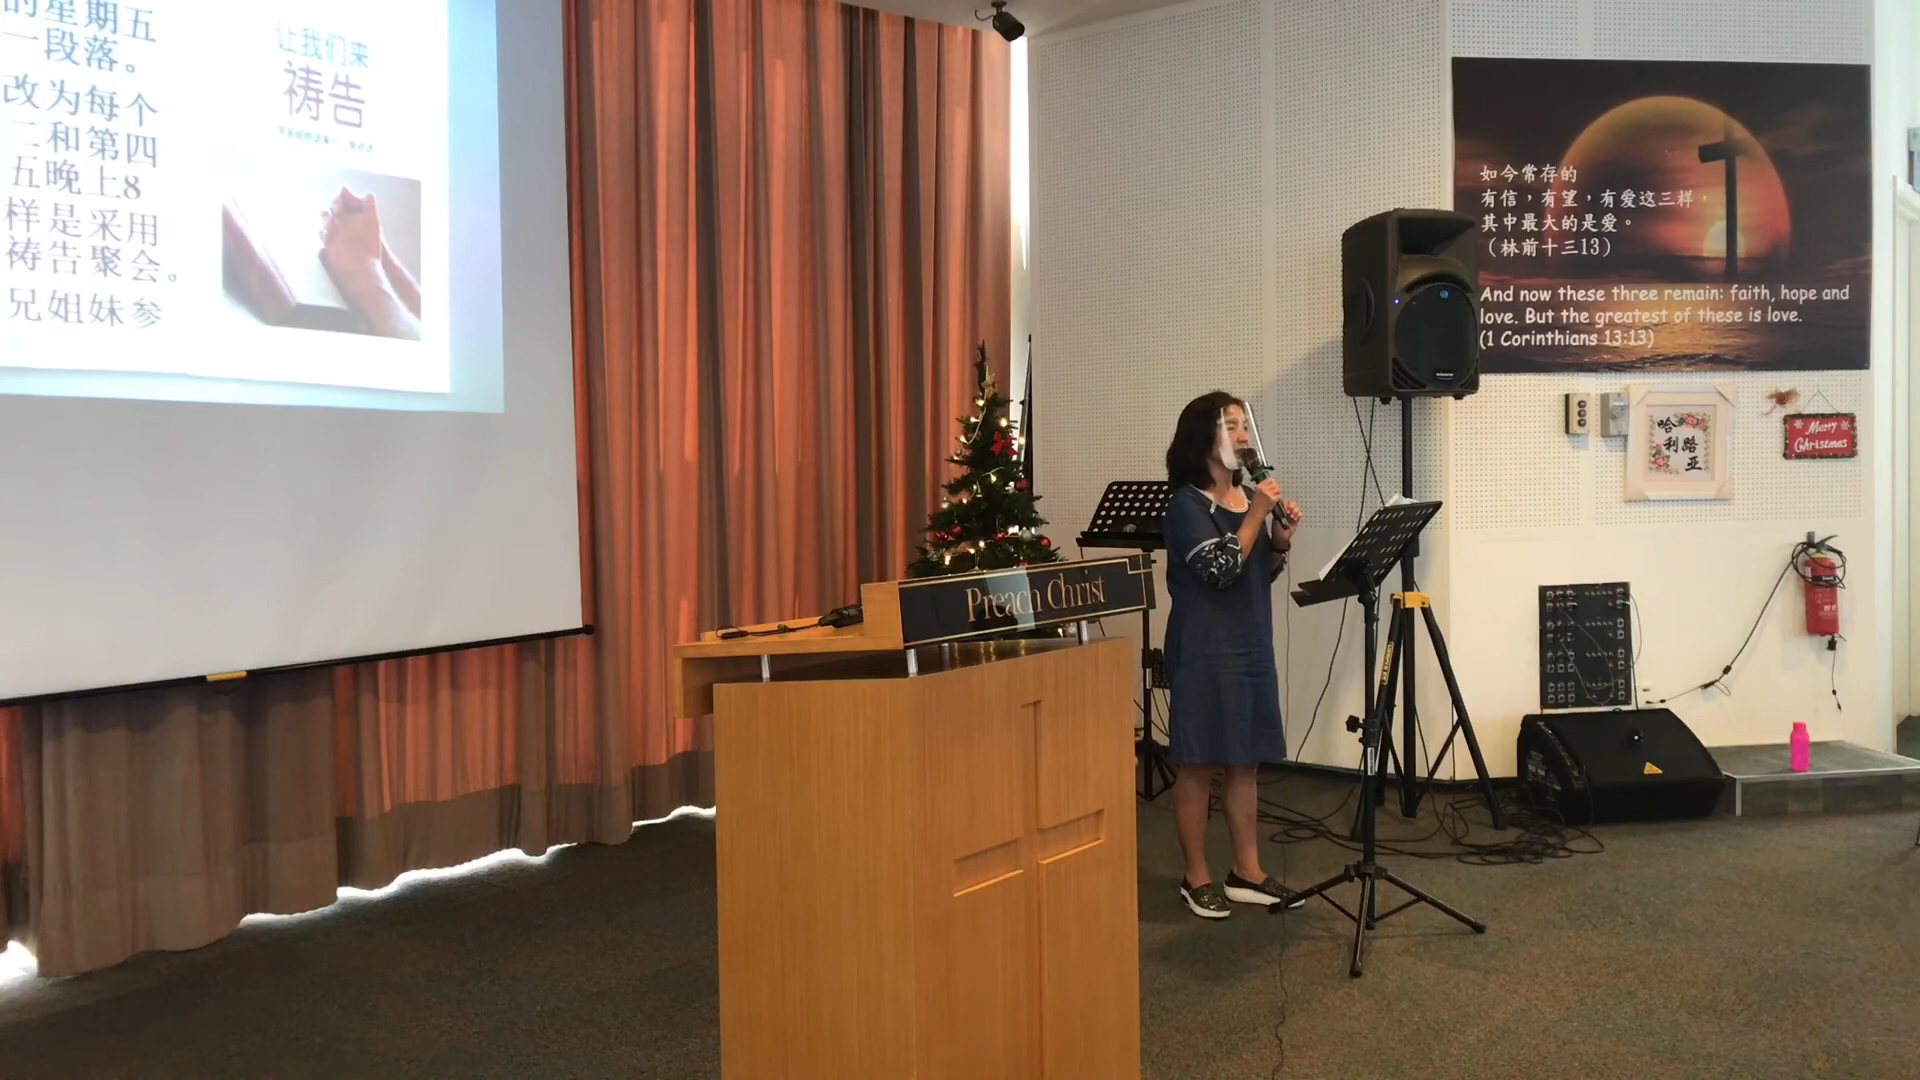 的星期五
一段落。
改为每个
二和第四
五晚上8
样是采用
祷告聚会。
兄姐妹参
让我们来
祷告
如今常存的
有信，有望，有爱这三样，
其中最大的是爱。
（林前十三13）
And now these three remain: faith, hope and
love. But the greatest of these is love.
(1 Corinthians 13:13)
哈利路亚
Merry
Christmas
Preach Christ